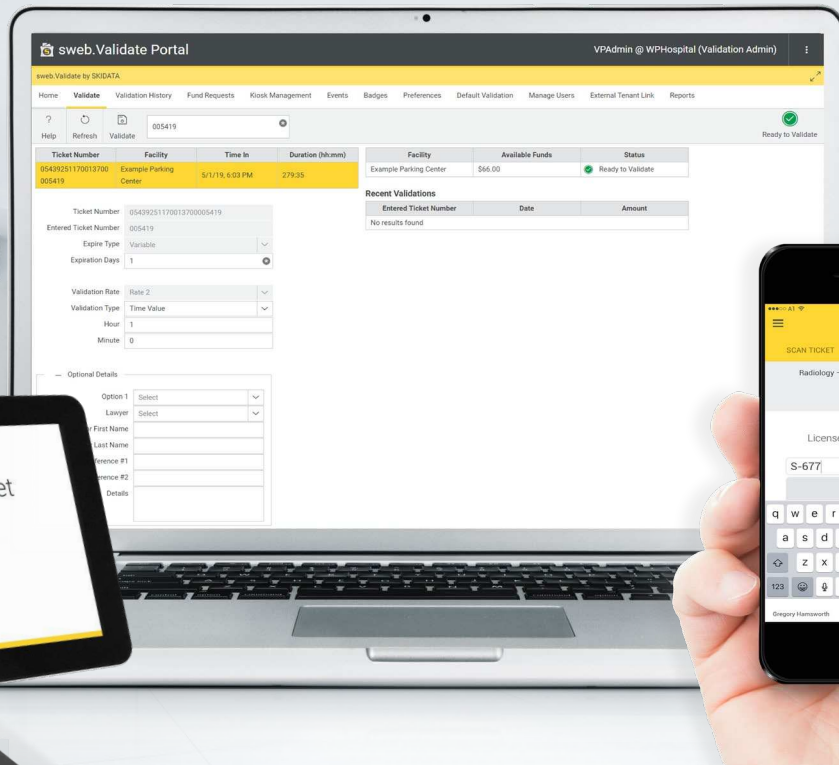 sweb.Validate Portal
VPAdmin @ WPHospital (Validation Admin)
sweb.Validate by SKIDATA
Home Validate Validation History Fund Requests Kiosk Management Events Badges Preferences Default Validation Manage Users External Tenant Link Reports
? Help Refresh Validate 005419 Ready to Validate
Ticket Number Facility Time In Duration (hh:mm)
05439251170013700 Example Parking 5/1/19, 6:03 PM 279:35
005419 Center
Facility Available Funds Status
Example Parking Center $66.00 Ready to Validate
Recent Validations
Entered Ticket Number Date Amount
No results found
Ticket Number 05439251170013700005419
Entered Ticket Number 005419
Expire Type Variable
Expiration Days 1
Validation Rate Rate 2
Validation Type Time Value
Hour 1
Minute 0
Optional Details
Option 1 Select
Lawyer Select
First Name
Last Name
#1
#2
Details
et
SCAN TICKET
Radiology -
S-677
q w e r
a s d
z x
123
Gregory Hamsworth